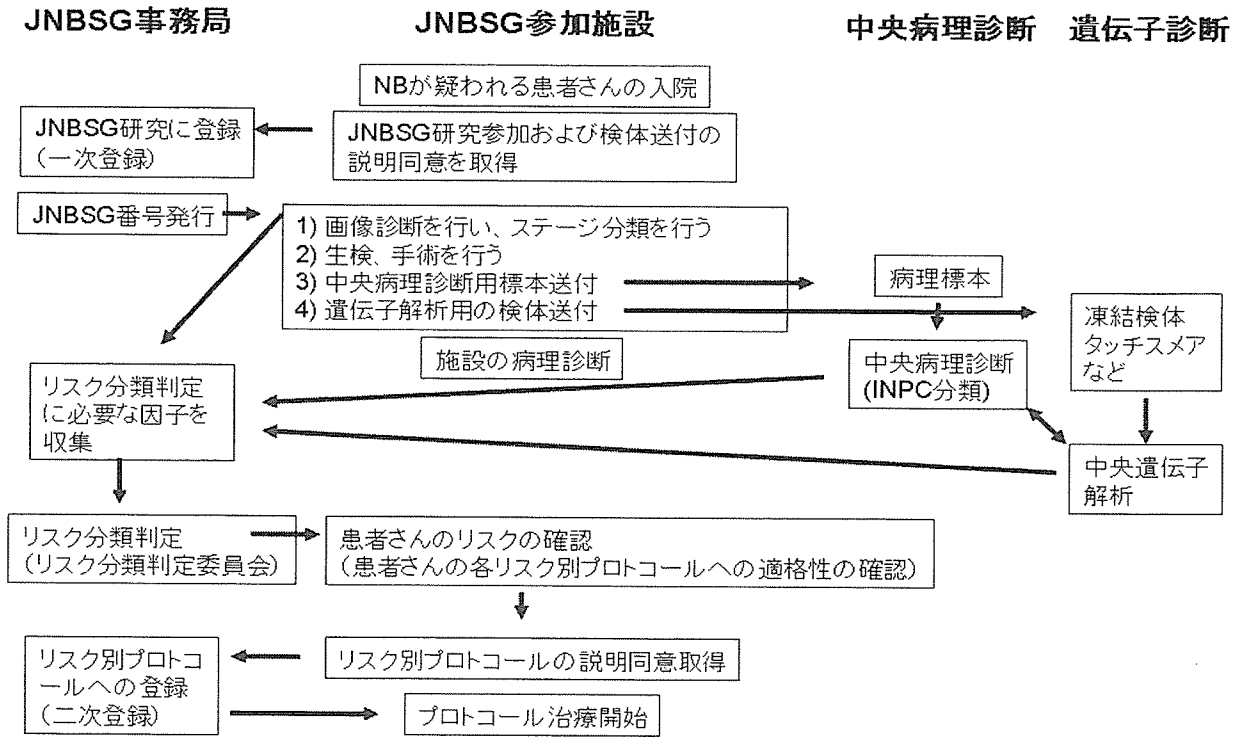 JNBSG事務局
JNBSG参加施設
中央病理診断
遺伝子診断
NBが疑われる患者さんの入院
JNBSG研究に登録
(一次登録)
JNBSG研究参加および検体送付の
説明同意を取得
JNBSG番号発行
1) 画像診断を行い、ステージ分類を行う
2) 生検、手術を行う
3) 中央病理診断用標本送付
4) 遺伝子解析用の検体送付
病理標本
凍結検体
タッチスメア
など
施設の病理診断
中央病理診断
(INPC分類)
リスク分類判定
に必要な因子を
収集
中央遺伝子
解析
リスク分類判定
(リスク分類判定委員会)
患者さんのリスクの確認
(患者さんの各リスク別プロトコールへの適格性の確認)
リスク別プロトコ
ールへの登録
(二次登録)
リスク別プロトコールの説明同意取得
プロトコール治療開始